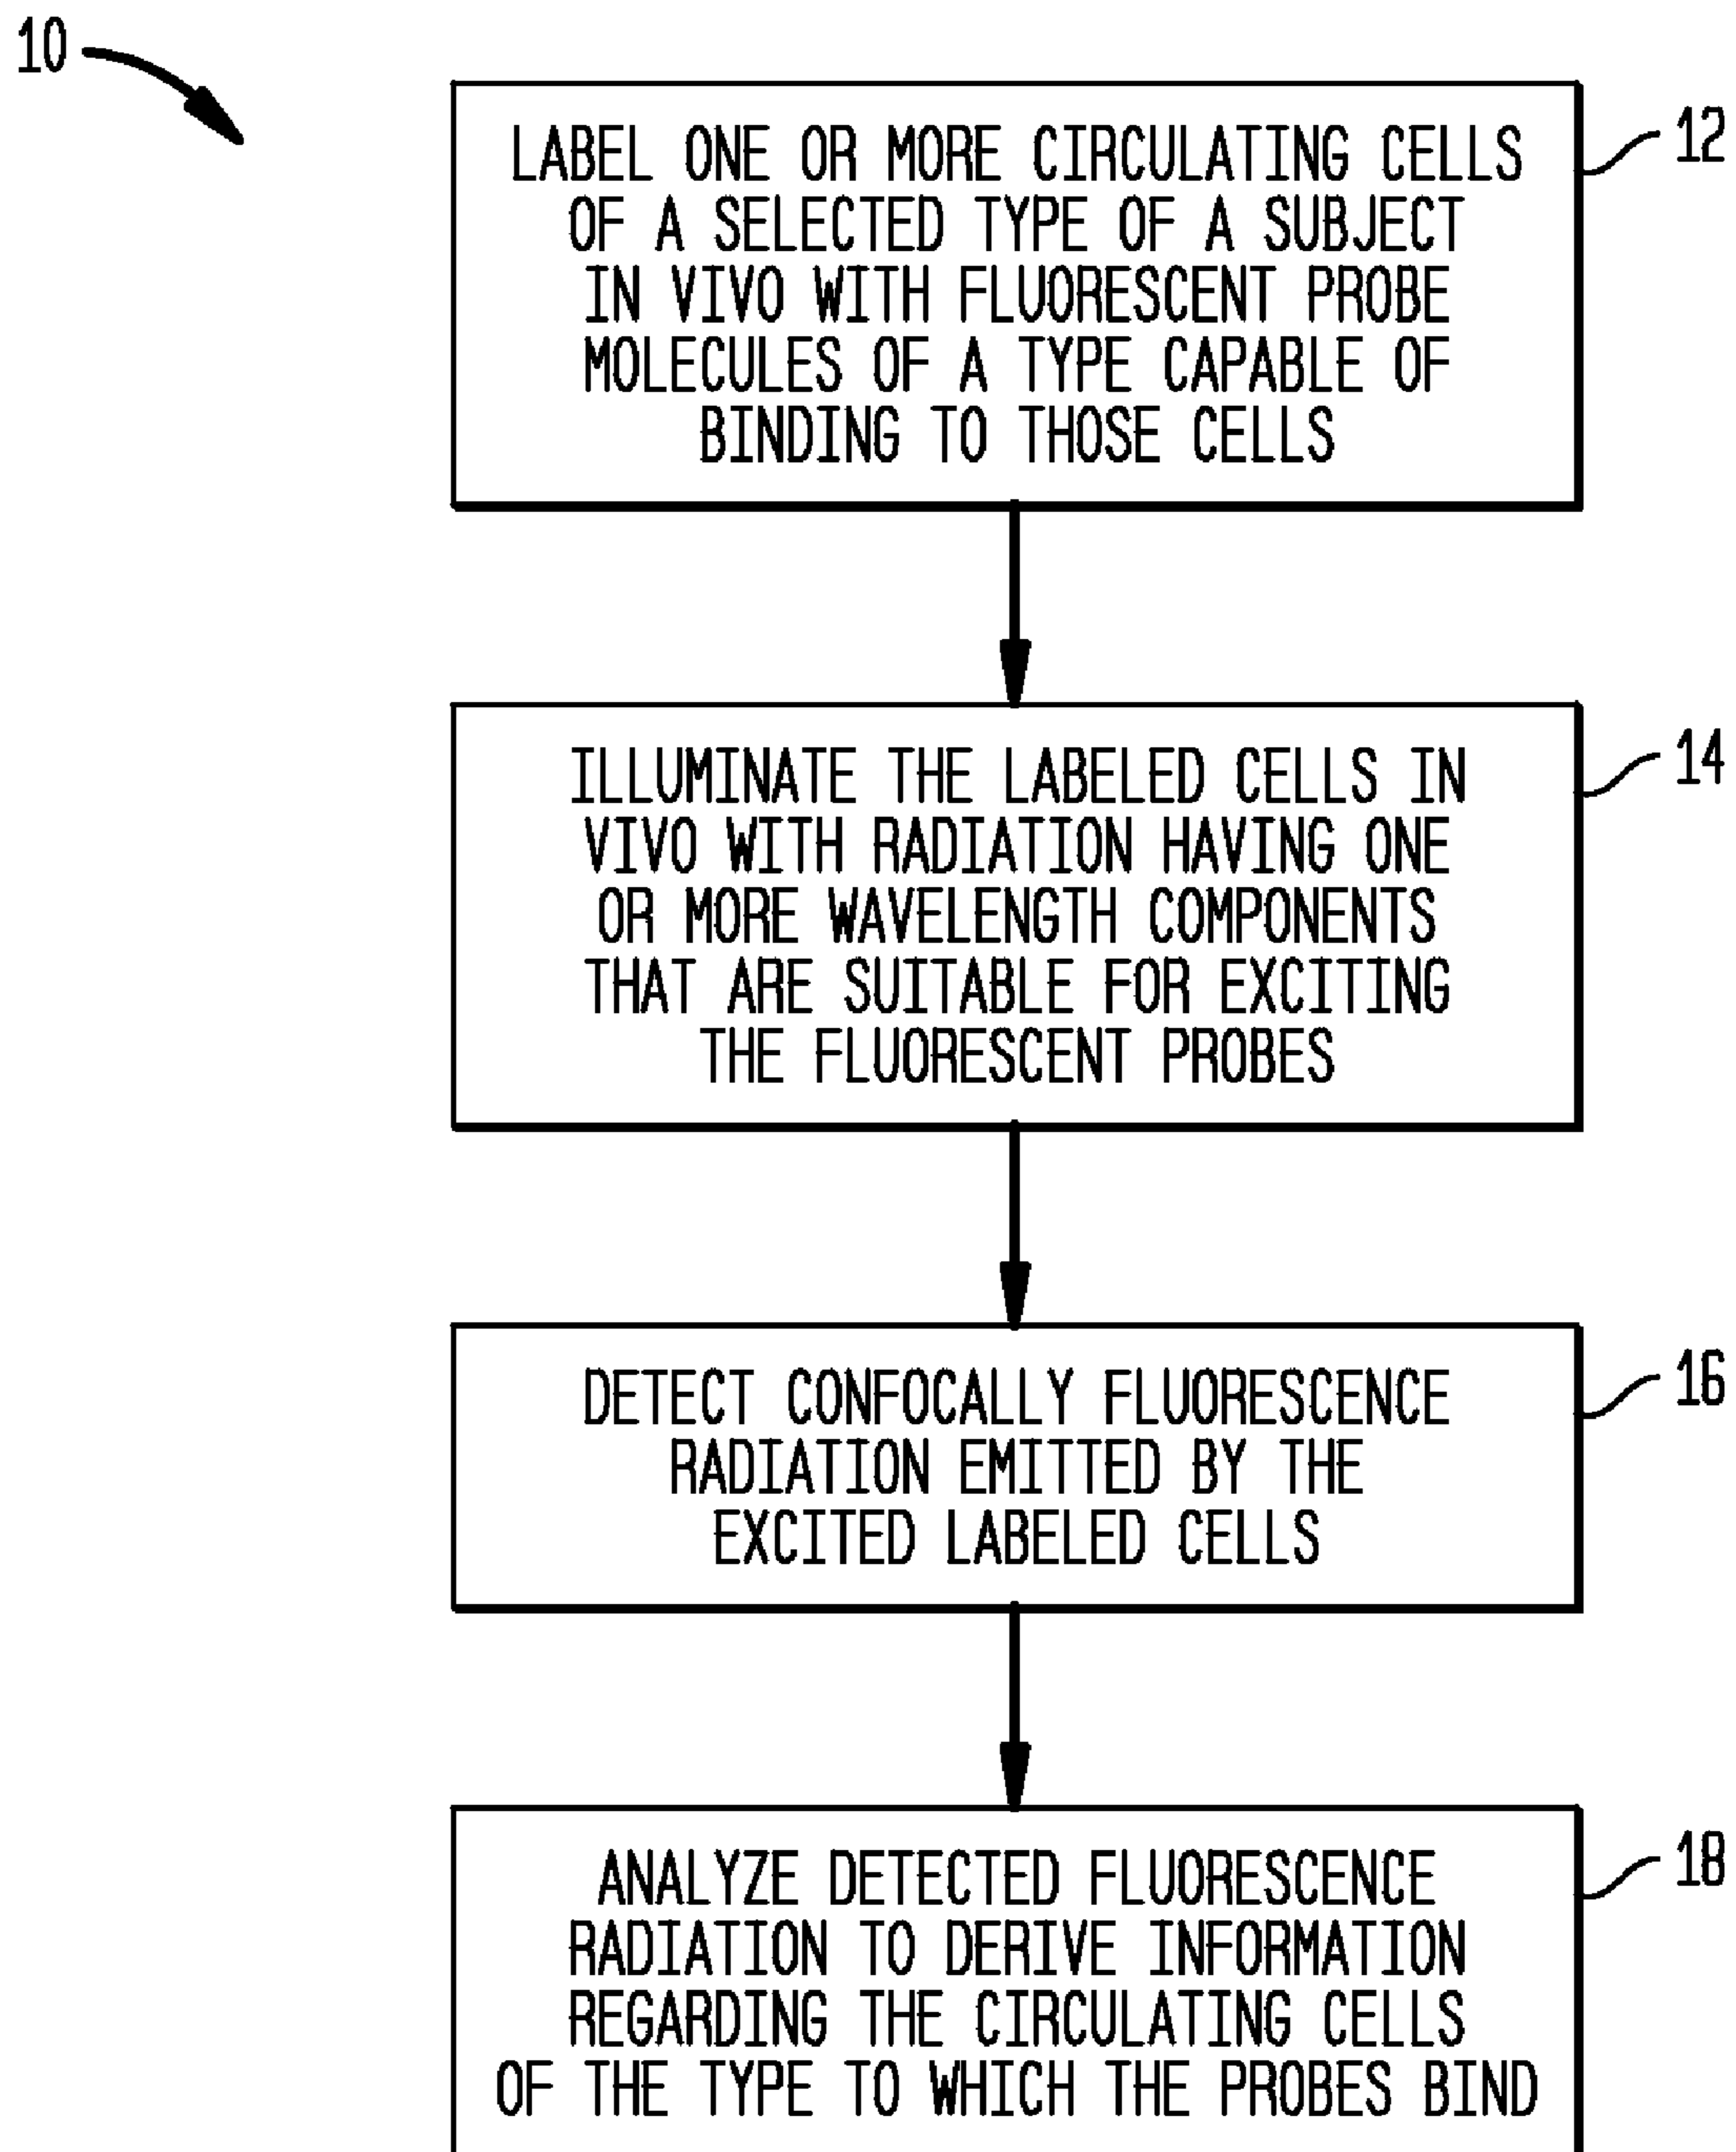 10
LABEL ONE OR MORE CIRCULATING CELLS
OF A SELECTED TYPE OF A SUBJECT
IN VIVO WITH FLUORESCENT PROBE
MOLECULES OF A TYPE CAPABLE OF
BINDING TO THOSE CELLS
12
ILLUMINATE THE LABELED CELLS IN
VIVO WITH RADIATION HAVING ONE
OR MORE WAVELENGTH COMPONENTS
THAT ARE SUITABLE FOR EXCITING
THE FLUORESCENT PROBES
14
DETECT CONFOCALLY FLUORESCENCE
RADIATION EMITTED BY THE
EXCITED LABELED CELLS
16
ANALYZE DETECTED FLUORESCENCE
RADIATION TO DERIVE INFORMATION
REGARDING THE CIRCULATING CELLS
OF THE TYPE TO WHICH THE PROBES BIND
18